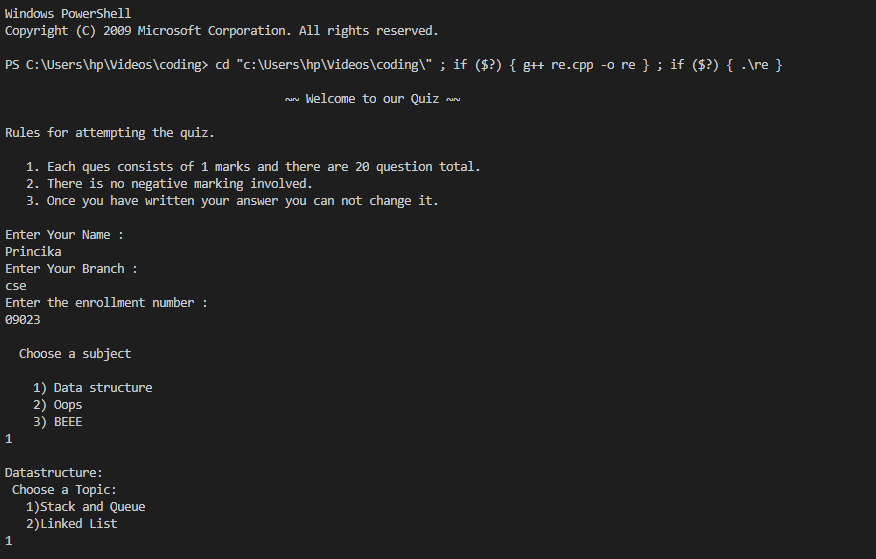 Windows PowerShell
Copyright (C) 2009 Microsoft Corporation. All rights reserved.
PS C:\Users\hp\Videos\coding> cd "c:\Users\hp\Videos\coding\" ; if ($?) { g++ re.cpp -o re } ; if ($?) { .\re }
~~ Welcome to our Quiz ~~
Rules for attempting the quiz.
1. Each ques consists of 1 marks and there are 20 question total.
2. There is no negative marking involved.
3. Once you have written your answer you can not change it.
Enter Your Name :
Princika
Enter Your Branch :
cse
Enter the enrollment number :
09023
Choose a subject
1) Data structure
2) Oops
3) BEEE
1
Datastructure:
Choose a Topic:
1)Stack and Queue
2)Linked List
1